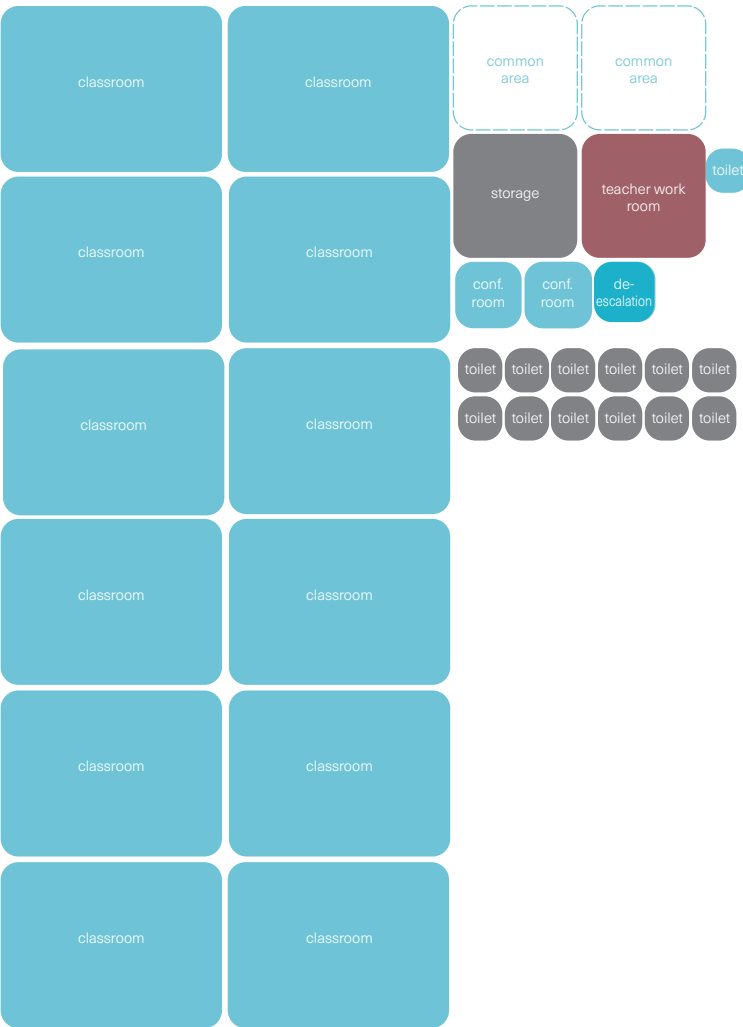 classroom
classroom
common
area
common
area
storage
teacher work
room
toilet
classroom
classroom
conf.
room
conf.
room
de-
escalation
toilet
toilet
toilet
toilet
toilet
toilet
toilet
toilet
toilet
toilet
toilet
toilet
classroom
classroom
classroom
classroom
classroom
classroom
classroom
classroom